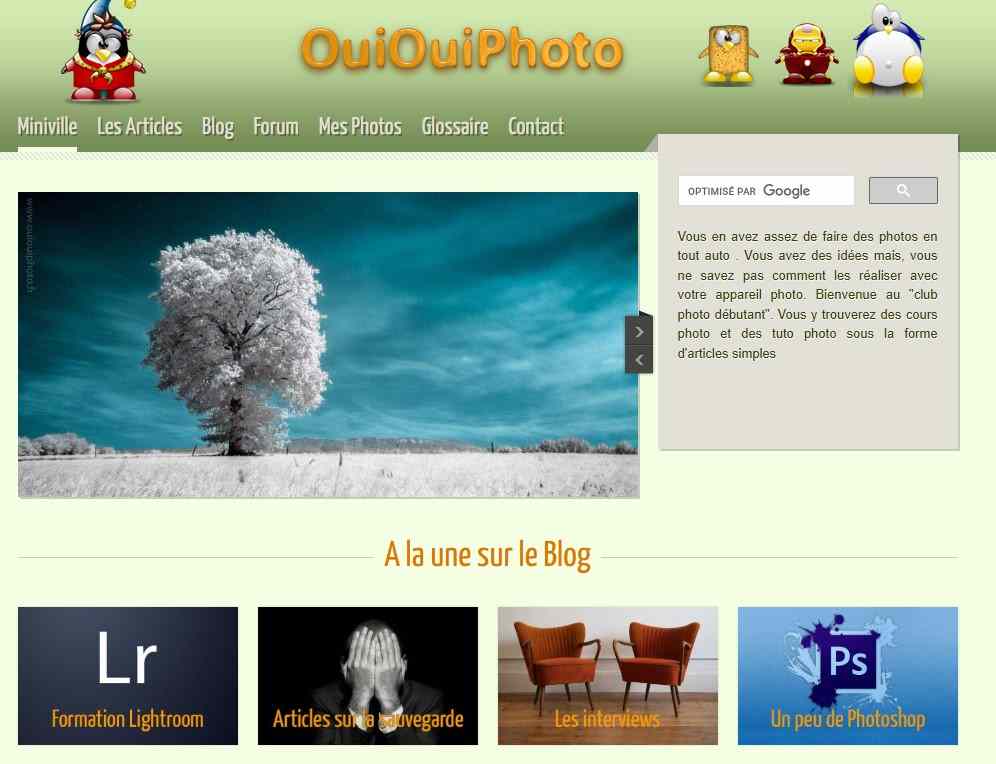 OuiOuiPhoto
Miniville Les Articles Blog Forum Mes Photos Glossaire Contact
OPTIMISÉ PAR Google
www.ouiouiphoto.fr
Vous en avez assez de faire des photos en
tout auto . Vous avez des idées mais, vous
ne savez pas comment les réaliser avec
votre appareil photo. Bienvenue au "club
photo débutant". Vous y trouverez des cours
photo et des tuto photo sous la forme
d'articles simples
A la une sur le Blog
Lr
Formation Lightroom
Articles sur la sauvegarde
Les interviews
Ps
Un peu de Photoshop